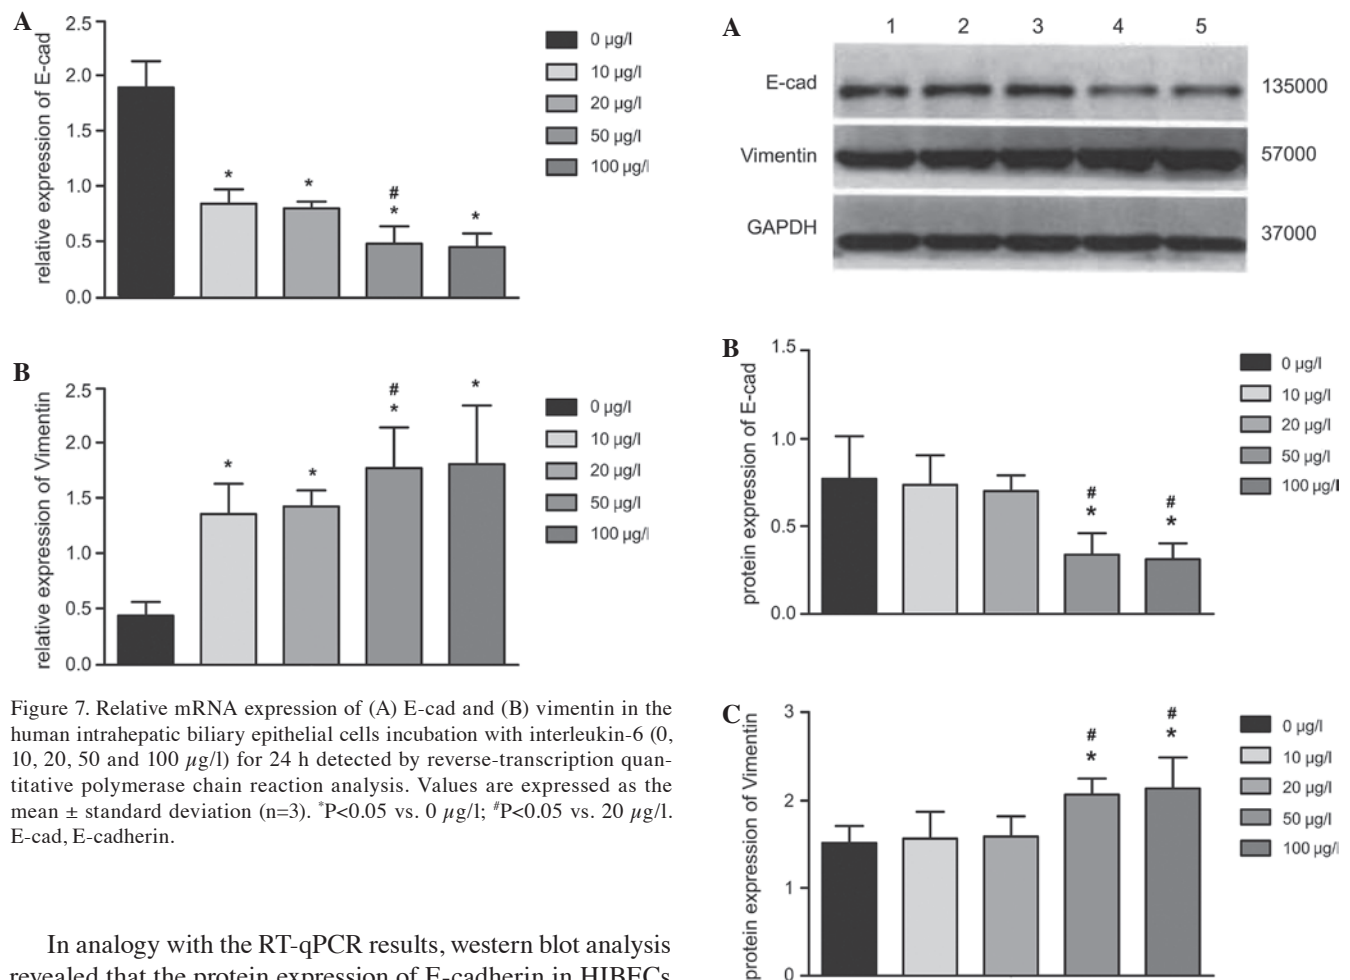 A
relative expression of E-cad
2.5
2.0
1.5
1.0
0.5
0.0
*
*
#
*
*
0 µg/l
10 µg/l
20 µg/l
50 µg/l
100 µg/l
B
relative expression of Vimentin
2.5
2.0
1.5
1.0
0.5
0.0
*
*
#
*
*
0 µg/l
10 µg/l
20 µg/l
50 µg/l
100 µg/l
Figure 7. Relative mRNA expression of (A) E-cad and (B) vimentin in the
human intrahepatic biliary epithelial cells incubation with interleukin-6 (0,
10, 20, 50 and 100 µg/l) for 24 h detected by reverse-transcription quan-
titative polymerase chain reaction analysis. Values are expressed as the
mean ± standard deviation (n=3). *P<0.05 vs. 0 µg/l; #P<0.05 vs. 20 µg/l.
E-cad, E-cadherin.
In analogy with the RT-qPCR results, western blot analysis
revealed that the protein expression of E-cadherin in HIBECs
A
1 2 3 4 5
E-cad 135000
Vimentin 57000
GAPDH 37000
B
protein expression of E-cad
1.5
1.0
0.5
0.0
#
*
#
*
0 µg/l
10 µg/l
20 µg/l
50 µg/l
100 µg/l
C
protein expression of Vimentin
3
2
1
0
#
*
#
*
0 µg/l
10 µg/l
20 µg/l
50 µg/l
100 µg/l